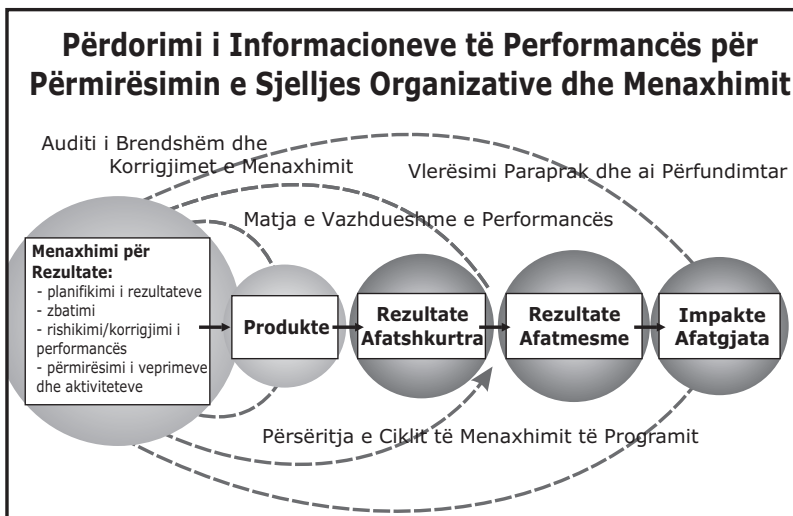 Përdorimi i Informacioneve të Performancës për
Përmirësimin e Sjelljes Organizative dhe Menaxhimit
Auditi i Brendshëm dhe
Korrigjimet e Menaxhimit
Vlerësimi Paraprak dhe ai Përfundimtar
Matja e Vazhdueshme e Performancës
Menaxhimi për
Rezultate:
- planifikimi i rezultateve
- zbatimi
- rishikimi/korrigjimi i
performancës
- përmirësimi i veprimeve
dhe aktiviteteve
Produkte
Rezultate
Afatshkurtra
Rezultate
Afatmesme
Impakte
Afatgjata
Përsëritja e Ciklit të Menaxhimit të Programit